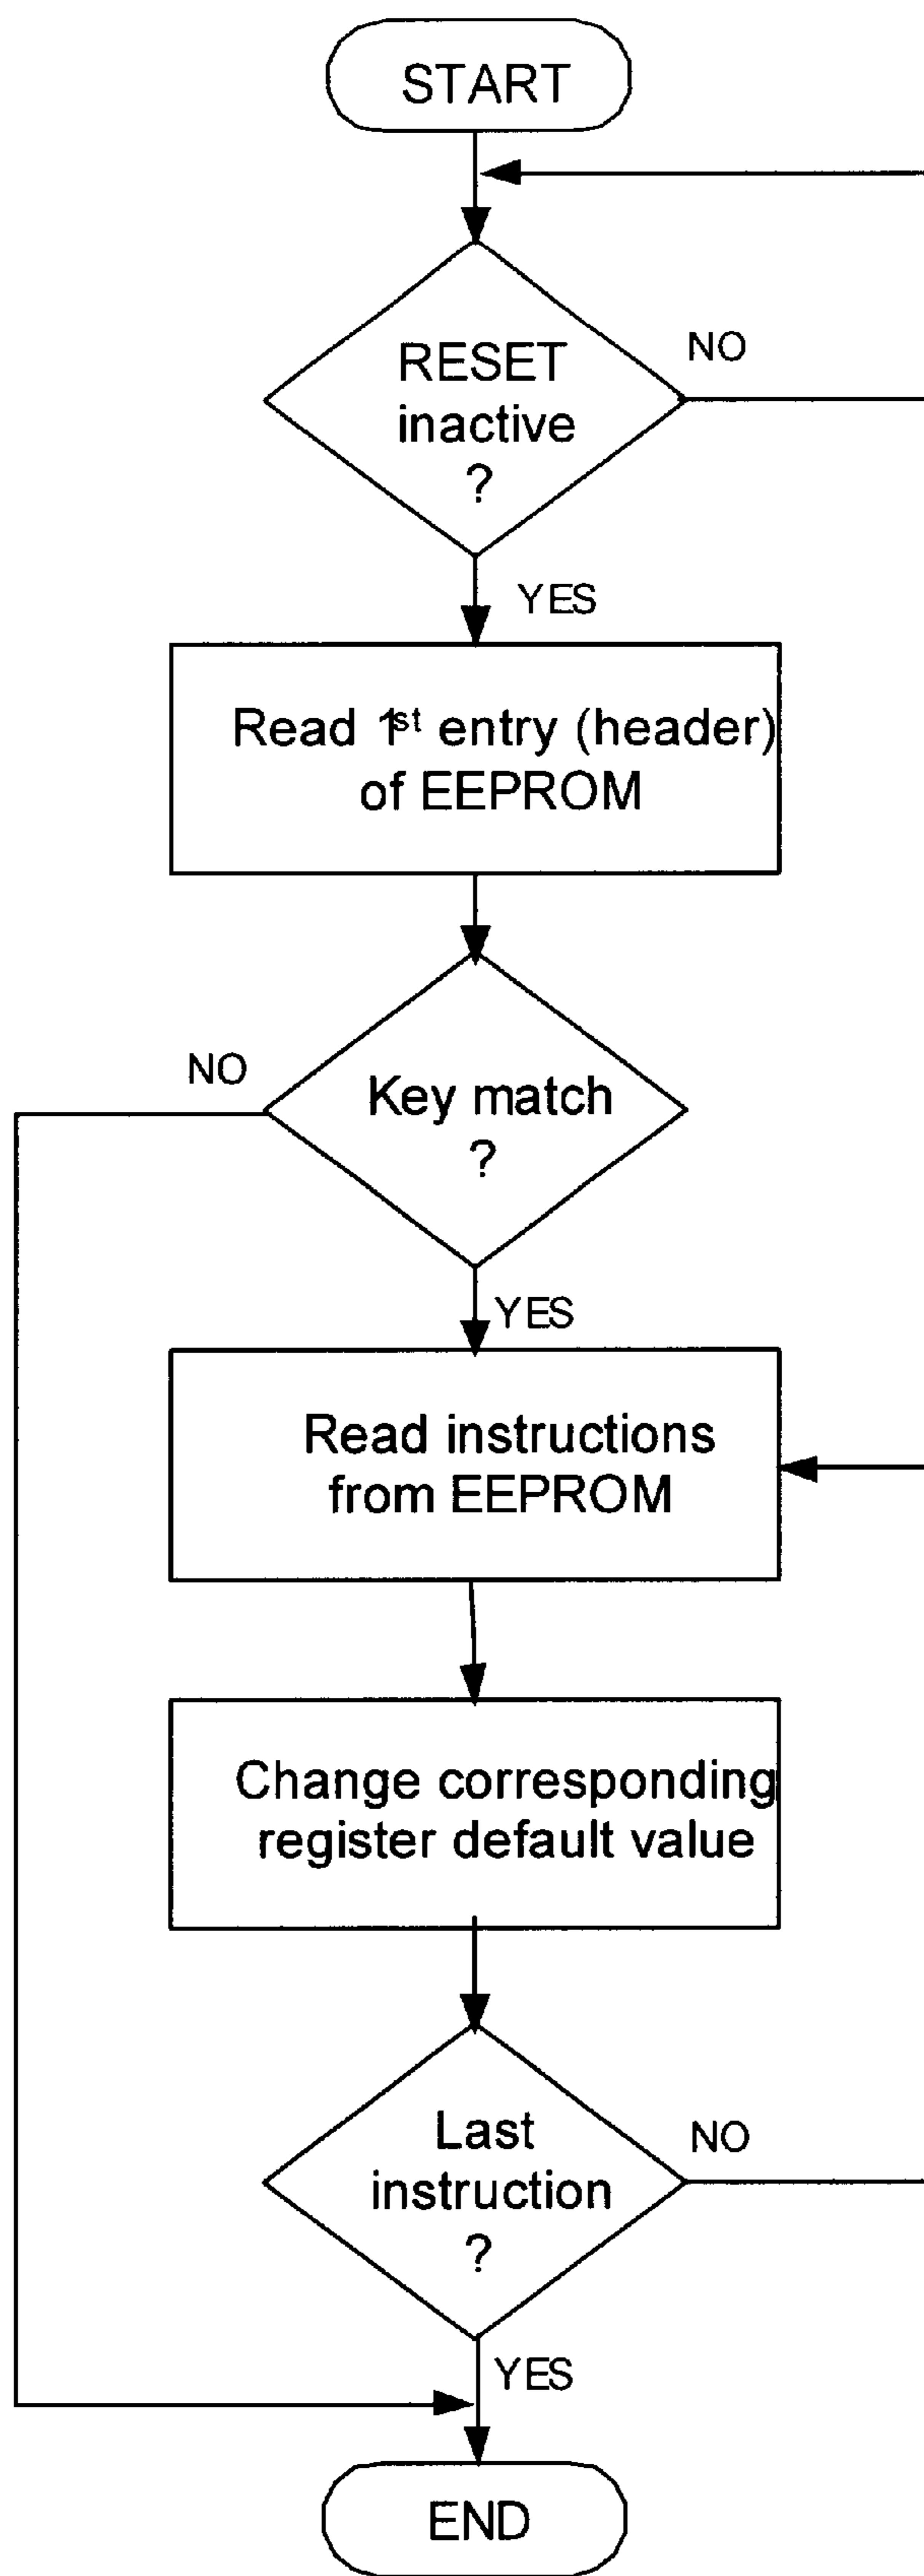 START
RESET
inactive
?
NO
YES
Read 1st entry (header)
of EEPROM
NO
Key match
?
YES
Read instructions
from EEPROM
Change corresponding
register default value
Last
instruction
?
NO
YES
END